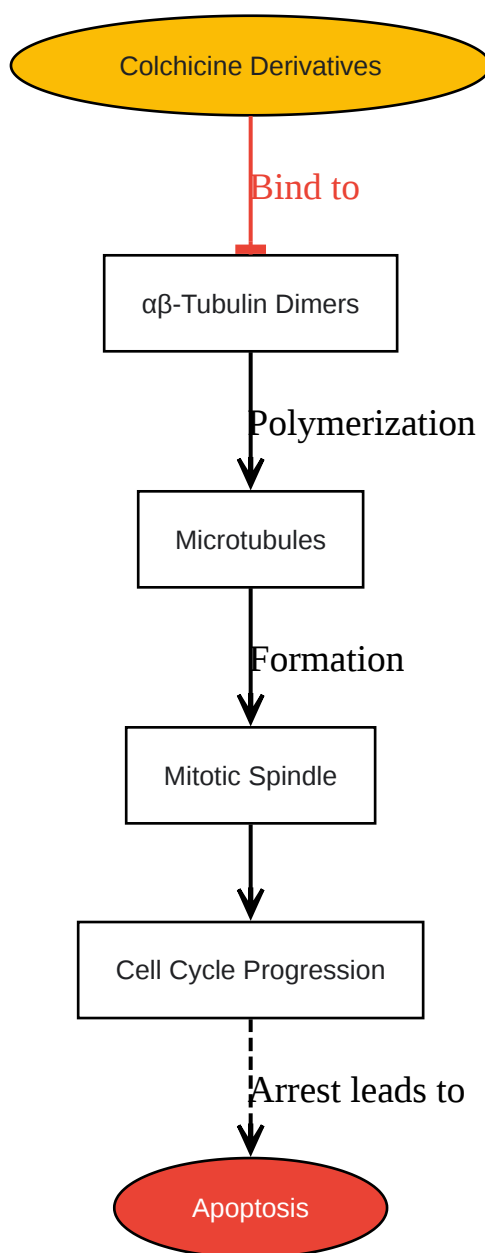 Colchicine Derivatives
Bind to
αβ-Tubulin Dimers
Polymerization
Microtubules
Formation
Mitotic Spindle
Cell Cycle Progression
Arrest leads to
Apoptosis